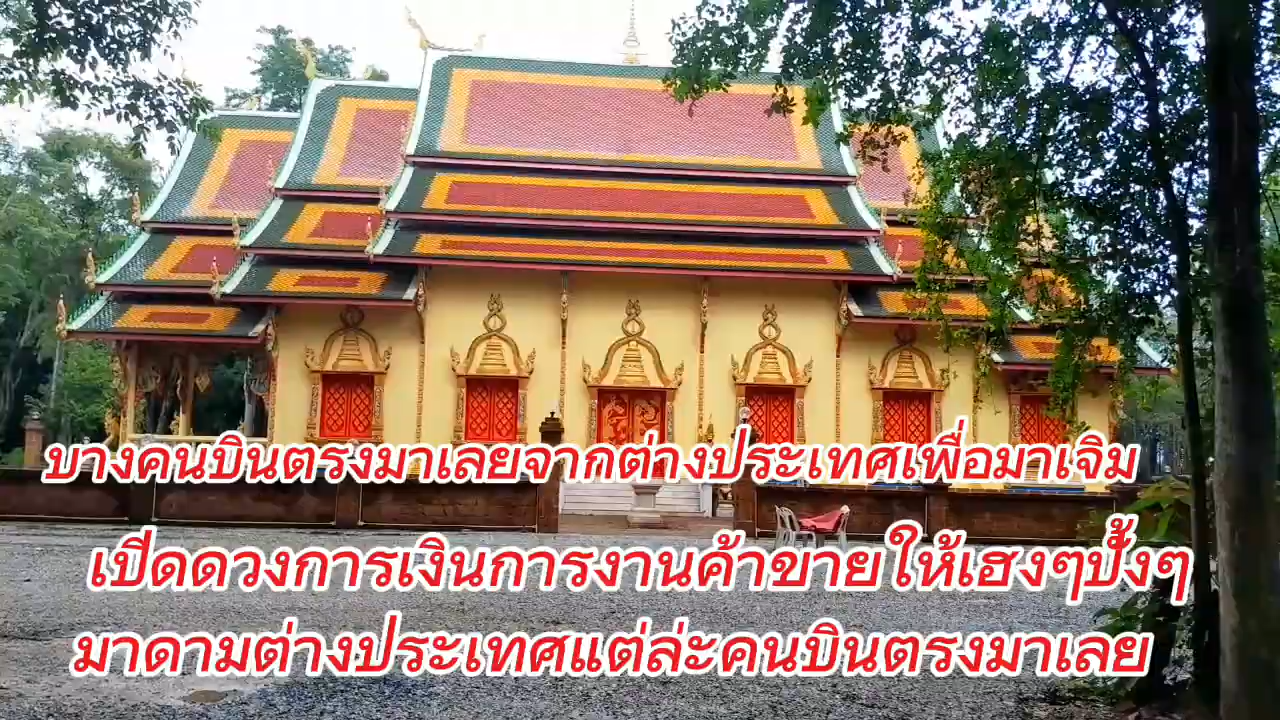 บางคนบินตรงมาเลยจากต่างประเทศเพื่อมาเจิม
เปิดดวงการเงินการงานค้าขายให้เฮงๆปั้งๆ
มาดามต่างประเทศแต่ล่ะคนบินตรงมาเลย